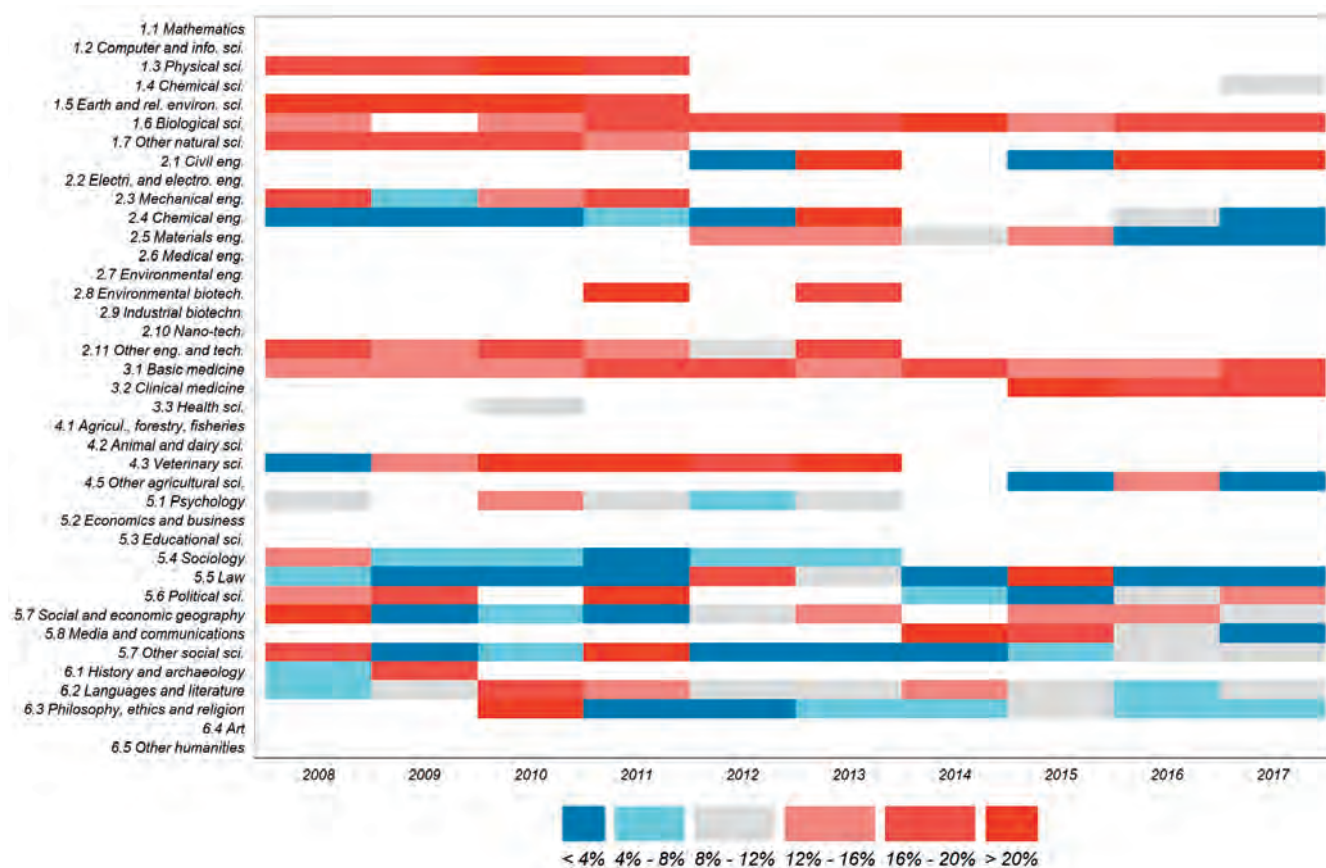 1.1 Mathematics
1.2 Computer and info. sci.
1.3 Physical sci.
1.4 Chemical sci.
1.5 Earth and rel. environ. sci.
1.6 Biological sci.
1.7 Other natural sci.
2.1 Civil eng.
2.2 Electri, and electro. eng.
2.3 Mechanical eng.
2.4 Chemical eng.
2.5 Materials eng.
2.6 Medical eng.
2.7 Environmental eng.
2.8 Environmental biotech.
2.9 Industrial biotechn.
2.10 Nano-tech.
2.11 Other eng. and tech.
3.1 Basic medicine
3.2 Clinical medicine
3.3 Health sci.
4.1 Agricul., forestry, fisheries
4.2 Animal and dairy sci.
4.3 Veterinary sci.
4.5 Other agricultural sci.
5.1 Psychology
5.2 Economics and business
5.3 Educational sci.
5.4 Sociology
5.5 Law
5.6 Political sci.
5.7 Social and economic geography
5.8 Media and communications
5.7 Other social sci.
6.1 History and archaeology
6.2 Languages and literature
6.3 Philosophy, ethics and religion
6.4 Art
6.5 Other humanities
2008 2009 2010 2011 2012 2013 2014 2015 2016 2017
< 4% 4% - 8% 8% - 12% 12% - 16% 16% - 20% > 20%